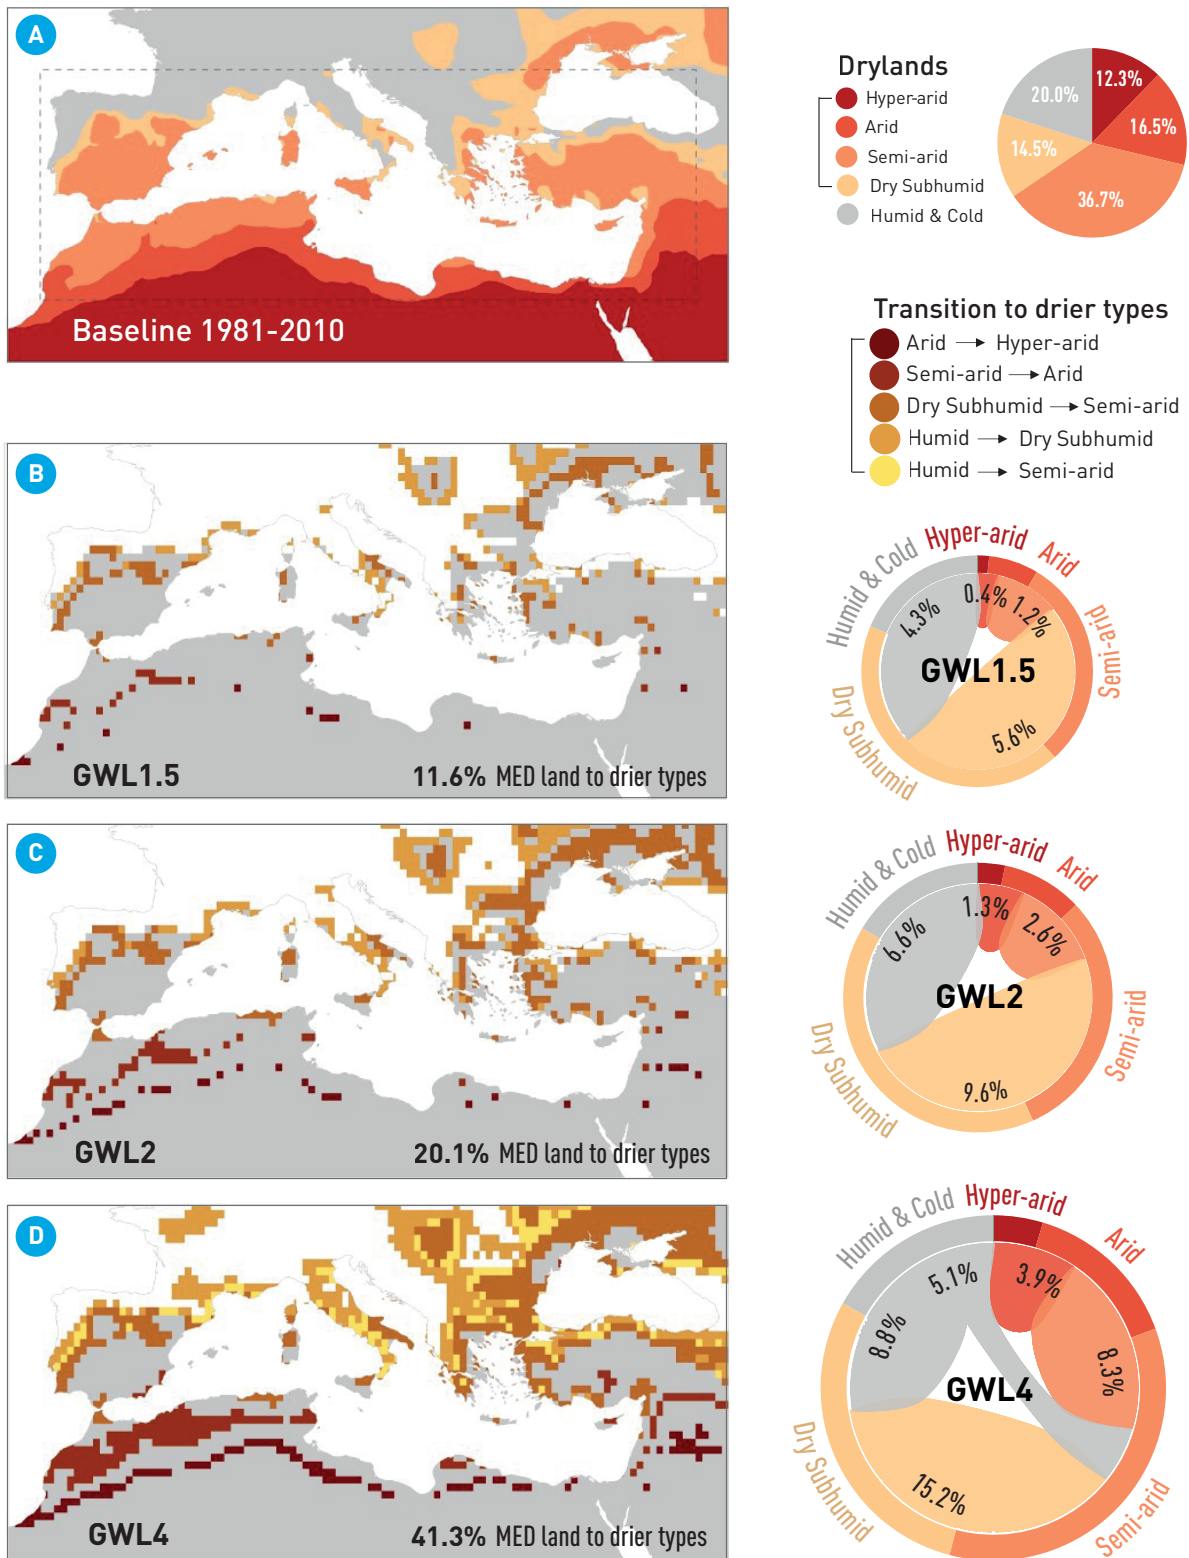 A
Baseline 1981-2010
Drylands
Hyper-arid
Arid
Semi-arid
Dry Subhumid
Humid & Cold
12.3%
16.5%
36.7%
14.5%
20.0%
Transition to drier types
Arid → Hyper-arid
Semi-arid → Arid
Dry Subhumid → Semi-arid
Humid → Dry Subhumid
Humid → Semi-arid
B
GWL1.5
11.6% MED land to drier types
Humid & Cold
Hyper-arid
Arid
Semi-arid
Dry Subhumid
4.3%
0.4%
1.2%
5.6%
GWL1.5
C
GWL2
20.1% MED land to drier types
Humid & Cold
Hyper-arid
Arid
Semi-arid
Dry Subhumid
6.6%
1.3%
2.6%
9.6%
GWL2
D
GWL4
41.3% MED land to drier types
Humid & Cold
Hyper-arid
Arid
Semi-arid
Dry Subhumid
8.8%
5.1%
3.9%
8.3%
15.2%
GWL4